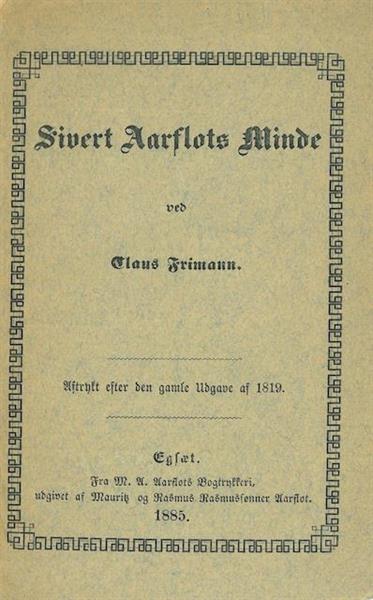 Sivert Aarflots Minde
ved
Claus Frimann.
Aftrykt efter den gamle Udgave af 1819.
Egsæt.
Fra M. A. Aarflots Bogtrykkeri,
udgivet af Mauritz og Rasmus Rasmussønner Aarflot.
1885.